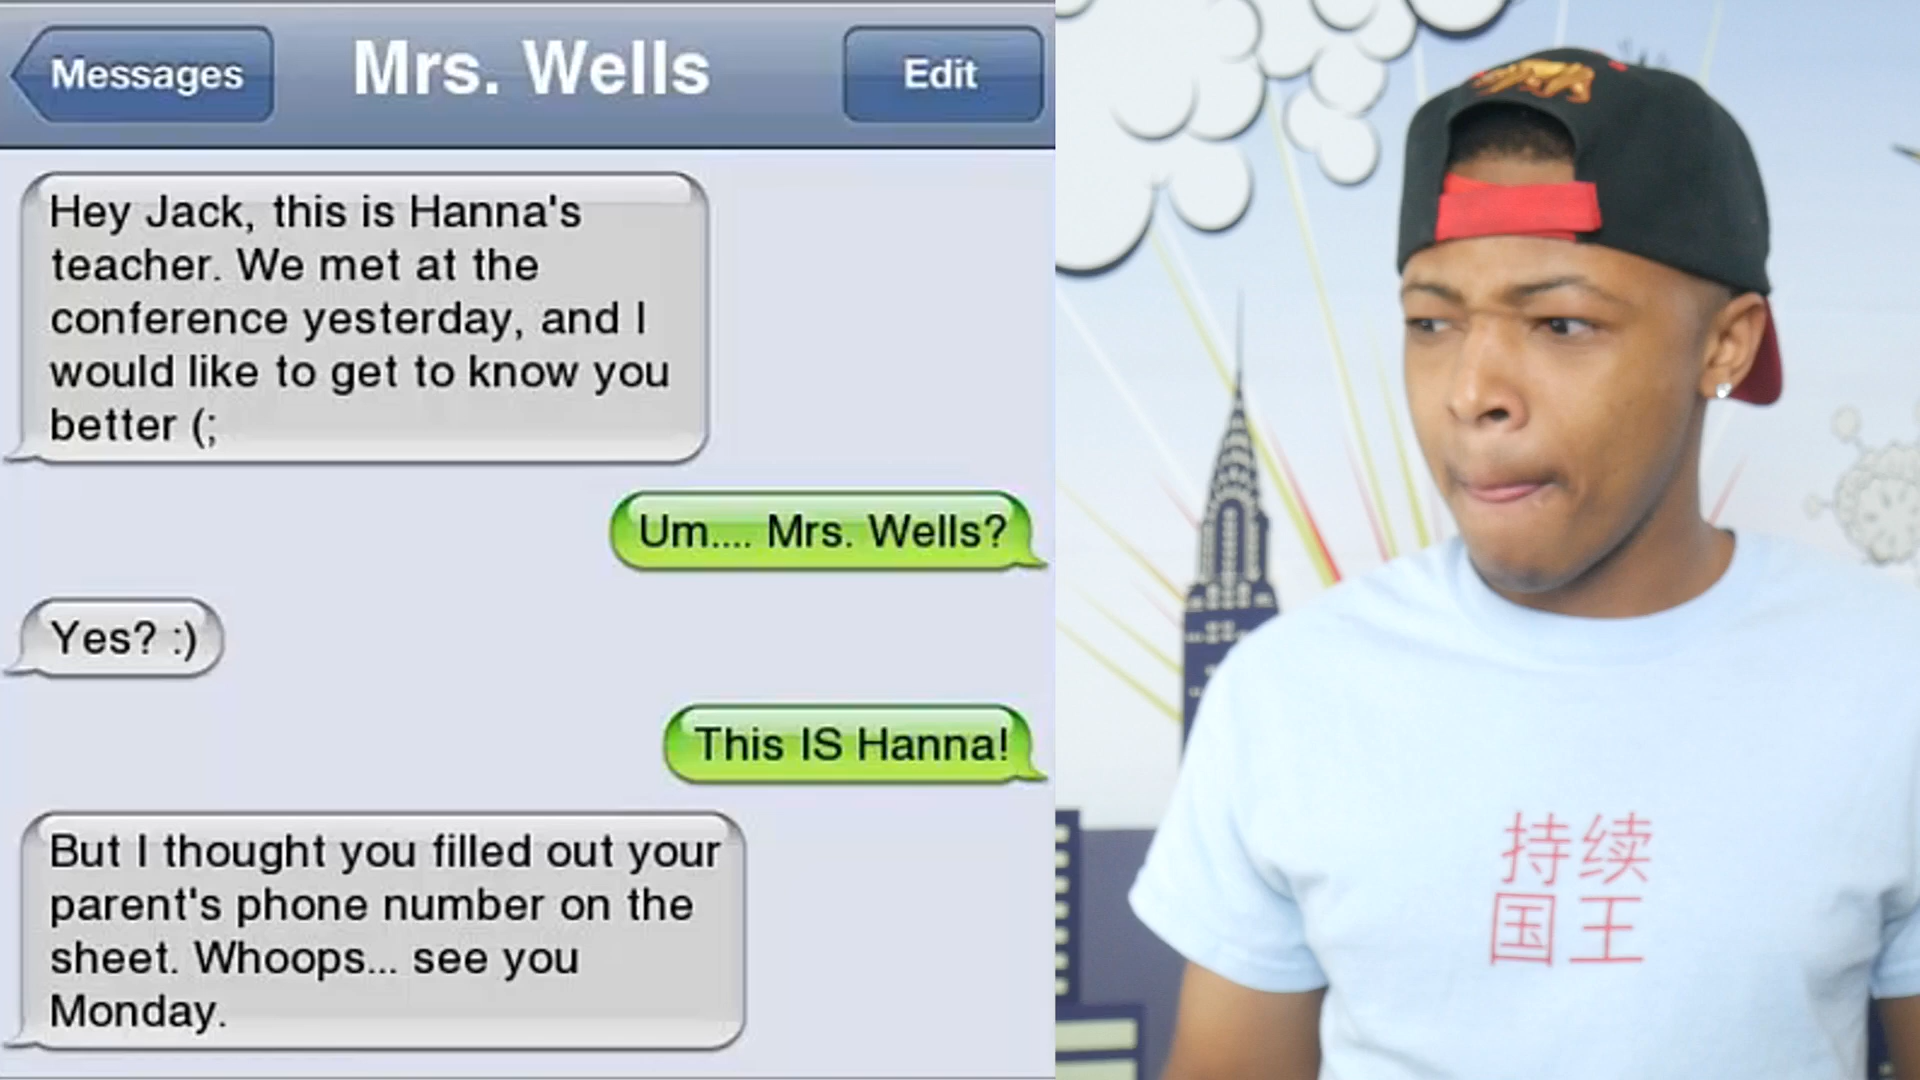 Messages
Mrs. Wells
Edit
Hey Jack, this is Hanna's
teacher. We met at the
conference yesterday, and I
would like to get to know you
better (;
Um.... Mrs. Wells?
Yes? :)
This IS Hanna!
But I thought you filled out your
parent's phone number on the
sheet. Whoops... see you
Monday.
持续
国王